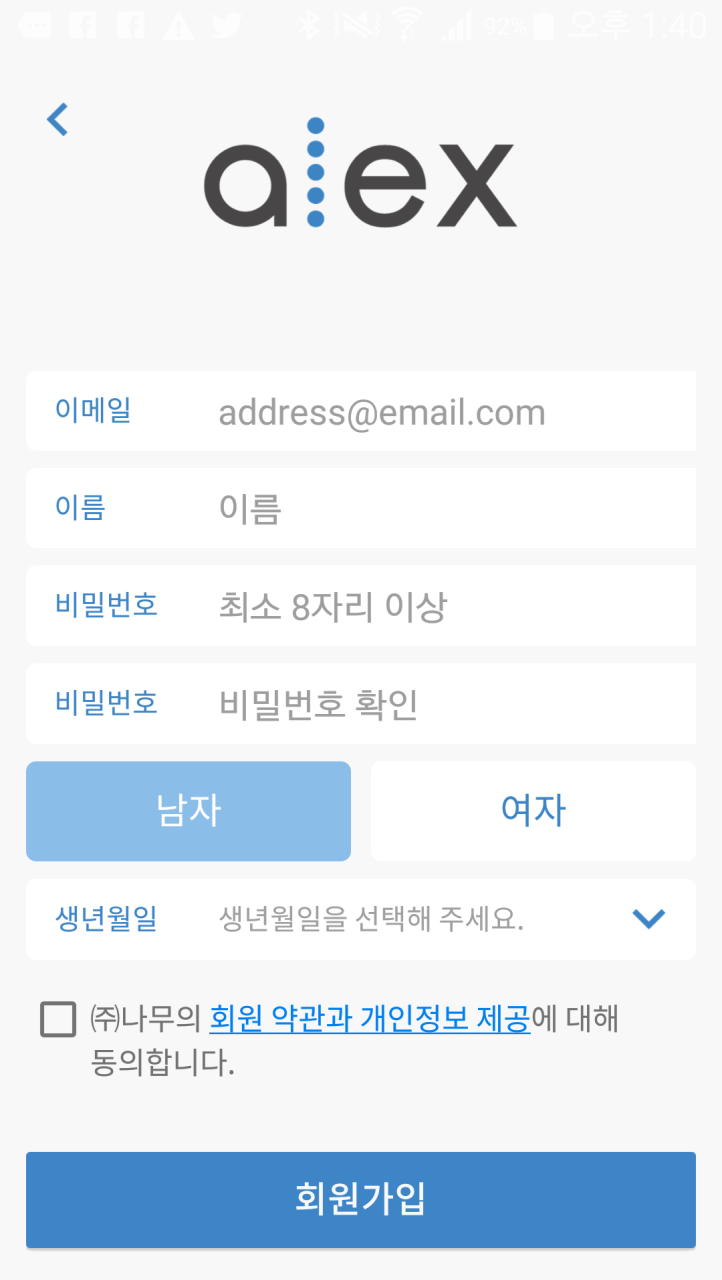 92% 오후 1:40
alex
이메일 address@email.com
이름 이름
비밀번호 최소 8자리 이상
비밀번호 비밀번호 확인
남자 여자
생년월일 생년월일을 선택해 주세요.
㈜나무의 회원 약관과 개인정보 제공에 대해
동의합니다.
회원가입